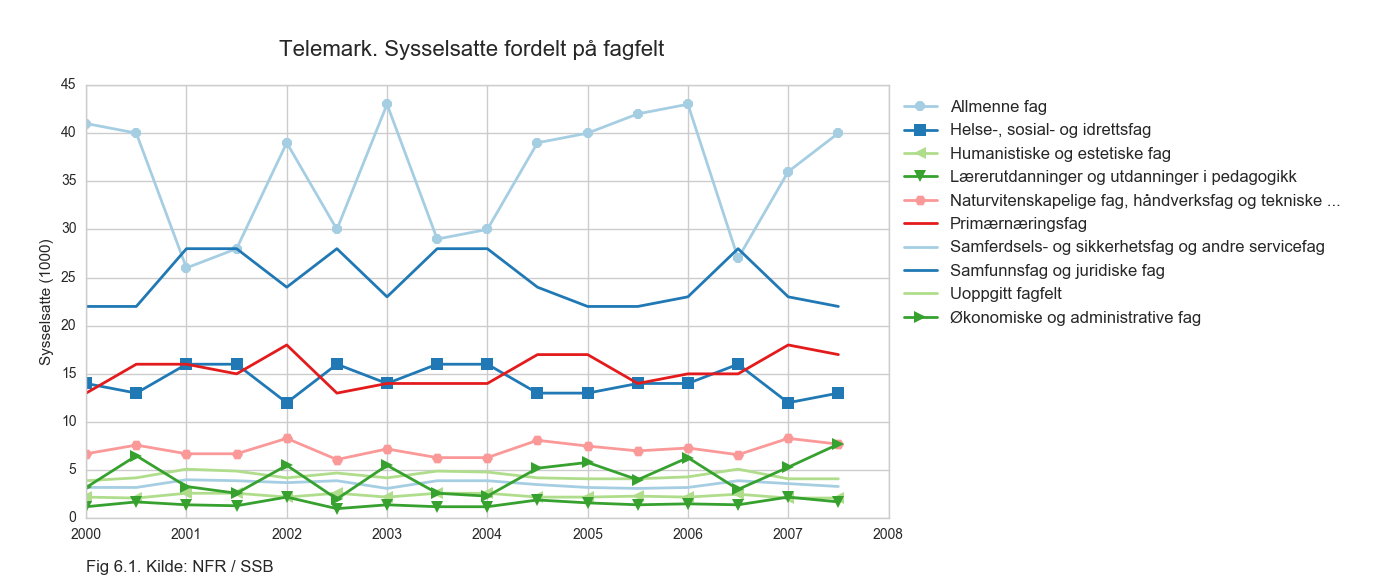 Telemark. Sysselsatte fordelt på fagfelt
Sysselsatte (1000)
45
40
35
30
25
20
15
10
5
0
2000 2001 2002 2003 2004 2005 2006 2007 2008
Allmenne fag
Helse-, sosial- og idrettsfag
Humanistiske og estetiske fag
Lærerutdanninger og utdanninger i pedagogikk
Naturvitenskapelige fag, håndverksfag og tekniske ...
Primærnæringsfag
Samferdsels- og sikkerhetsfag og andre servicefag
Samfunnsfag og juridiske fag
Uoppgitt fagfelt
Økonomiske og administrative fag
Fig 6.1. Kilde: NFR / SSB